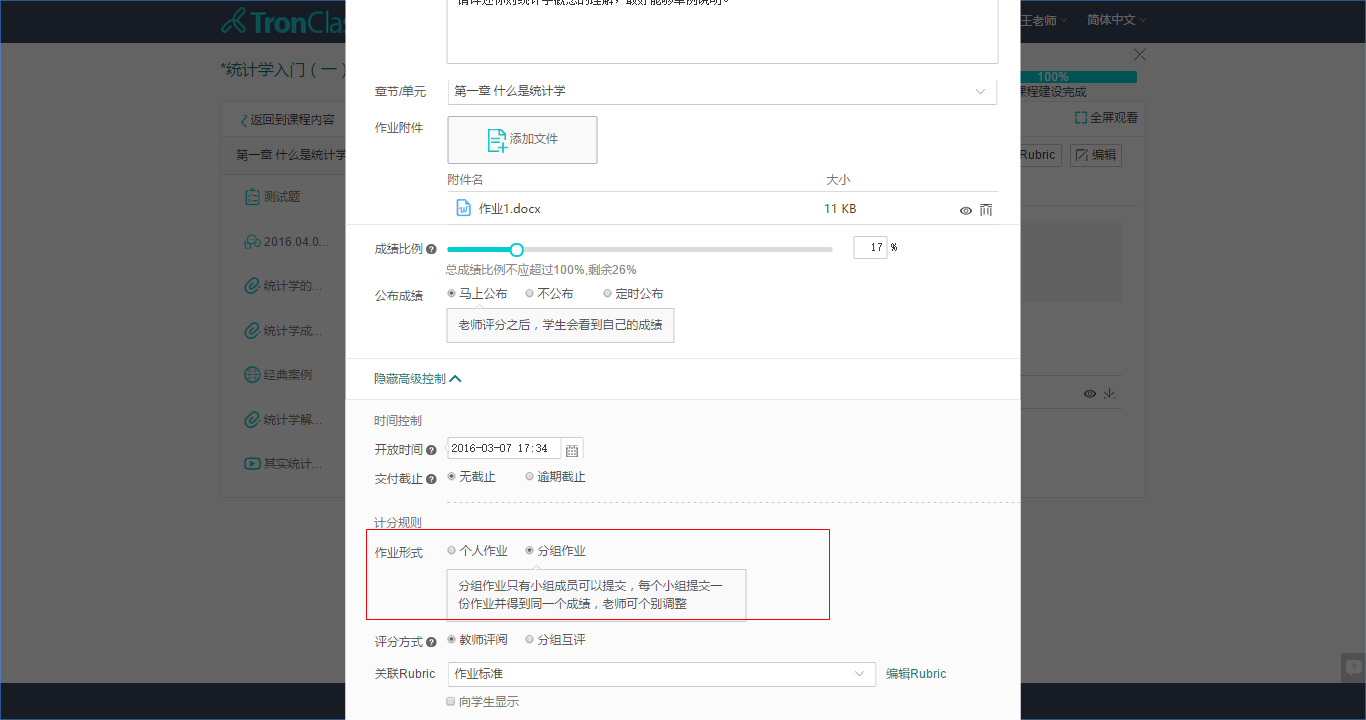 请详述你对统计学概念的理解，最好能够举例说明。
TronClas
王老师
简体中文
*统计学入门（一）
100%
课程建设完成
返回到课程内容
全屏观看
第一章 什么是统计学
Rubric
编辑
测试题
2016.04.0...
统计学的...
统计学成...
经典案例
统计学解...
其实统计...
章节/单元
第一章 什么是统计学
作业附件
添加文件
附件名 大小
作业1.docx 11 KB
成绩比例 17 %
总成绩比例不应超过100%,剩余26%
公布成绩 马上公布 不公布 定时公布
老师评分之后，学生会看到自己的成绩
隐藏高级控制
时间控制
开放时间 2016-03-07 17:34
交付截止 无截止 逾期截止
计分规则
作业形式 个人作业 分组作业
分组作业只有小组成员可以提交，每个小组提交一
份作业并得到同一个成绩，老师可个别调整
评分方式 教师评阅 分组互评
关联Rubric 作业标准 编辑Rubric
向学生显示